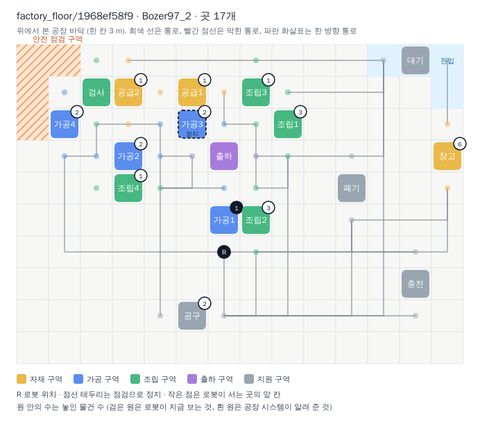 factory_floor/1968ef58f9 · Bozer97_2 · 곳 17개
위에서 본 공장 바닥 (한 칸 3 m). 회색 선은 통로, 빨간 점선은 막힌 통로, 파란 화살표는 한 방향 통로
안전 점검 구역
대기
진입
검사
공급2
1
공급1
1
조립3
1
가공4
2
가공3
2
정지
조립1
3
가공2
2
출하
창고
6
조립4
1
폐기
가공1
1
조립2
3
R
충전
공구
2
자재 구역
가공 구역
조립 구역
출하 구역
지원 구역
R 로봇 위치 · 점선 테두리는 점검으로 정지 · 작은 점은 로봇이 서는 곳의 앞 칸
원 안의 수는 놓인 물건 수 (검은 원은 로봇이 지금 보는 것, 흰 원은 공장 시스템이 알려 준 것)